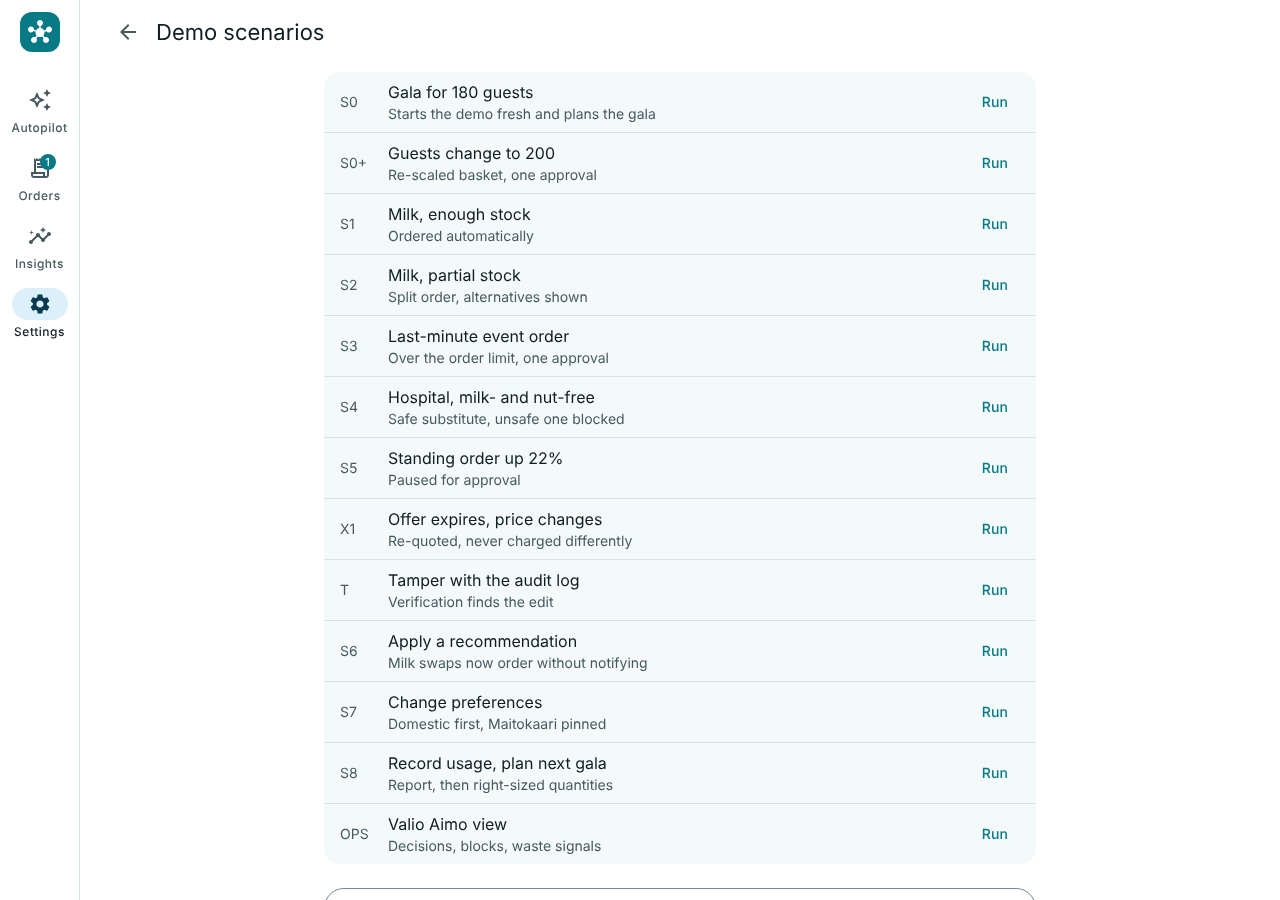 Demo scenarios
Autopilot
1
Orders
Insights
Settings
S0
Gala for 180 guests
Starts the demo fresh and plans the gala
Run
S0+
Guests change to 200
Re-scaled basket, one approval
Run
S1
Milk, enough stock
Ordered automatically
Run
S2
Milk, partial stock
Split order, alternatives shown
Run
S3
Last-minute event order
Over the order limit, one approval
Run
S4
Hospital, milk- and nut-free
Safe substitute, unsafe one blocked
Run
S5
Standing order up 22%
Paused for approval
Run
X1
Offer expires, price changes
Re-quoted, never charged differently
Run
T
Tamper with the audit log
Verification finds the edit
Run
S6
Apply a recommendation
Milk swaps now order without notifying
Run
S7
Change preferences
Domestic first, Maitokaari pinned
Run
S8
Record usage, plan next gala
Report, then right-sized quantities
Run
OPS
Valio Aimo view
Decisions, blocks, waste signals
Run